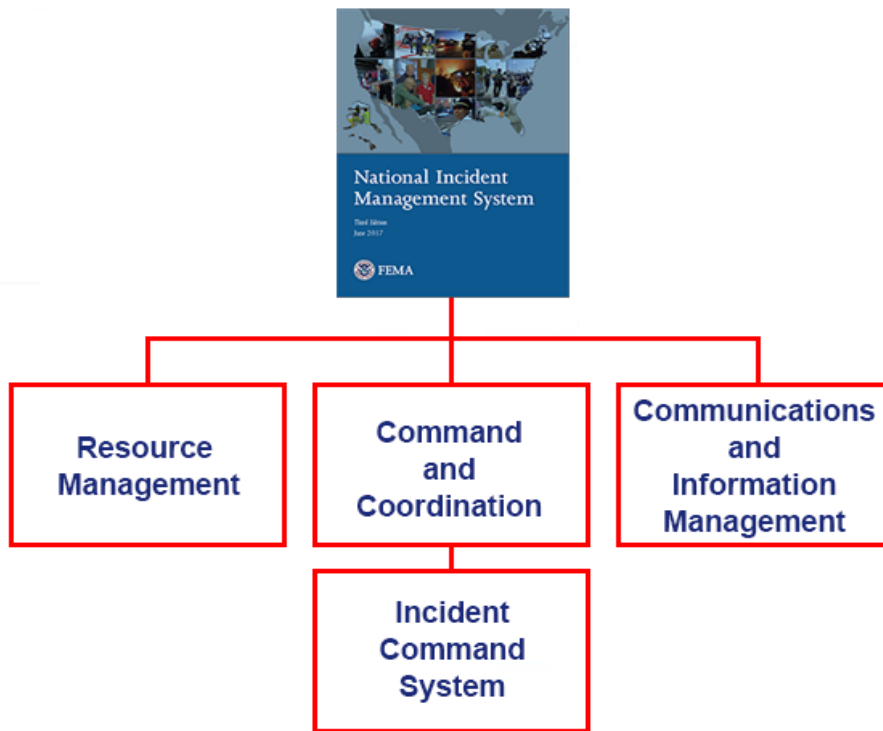 National Incident
Management System
Third Edition
June 2017
FEMA
Resource
Management
Command
and
Coordination
Communications
and
Information
Management
Incident
Command
System